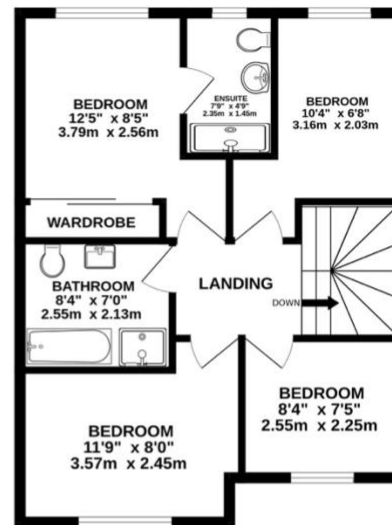 BEDROOM
12'5" x 8'5"
3.79m x 2.56m
ENSUITE
7'9" x 4'9"
2.35m x 1.45m
BEDROOM
10'4" x 6'8"
3.16m x 2.03m
WARDROBE
BATHROOM
8'4" x 7'0"
2.55m x 2.13m
LANDING
DOWN
BEDROOM
11'9" x 8'0"
3.57m x 2.45m
BEDROOM
8'4" x 7'5"
2.55m x 2.25m